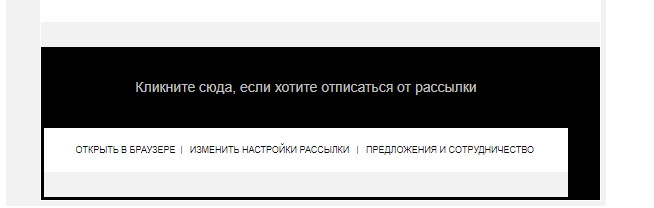 Кликните сюда, если хотите отписаться от рассылки
ОТКРЫТЬ В БРАУЗЕРЕ | ИЗМЕНИТЬ НАСТРОЙКИ РАССЫЛКИ | ПРЕДЛОЖЕНИЯ И СОТРУДНИЧЕСТВО